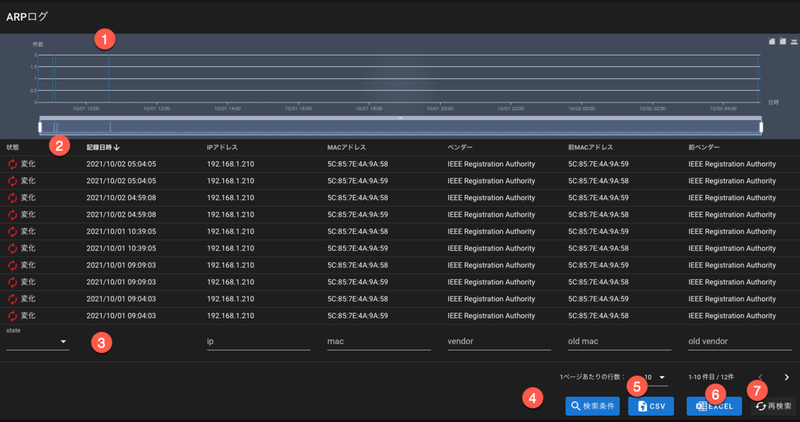 ARPログ
1
件数
2
1.5
1
0.5
0
10/01 10:00 10/01 12:00 10/01 14:00 10/01 16:00 10/01 18:00 10/01 20:00 10/01 22:00 10/02 00:00 10/02 02:00 10/02 04:00
日時
2
状態 記録日時 IPアドレス MACアドレス ベンダー 前MACアドレス 前ベンダー
変化 2021/10/02 05:04:05 192.168.1.210 5C:85:7E:4A:9A:58 IEEE Registration Authority 5C:85:7E:4A:9A:59 IEEE Registration Authority
変化 2021/10/02 05:04:05 192.168.1.210 5C:85:7E:4A:9A:59 IEEE Registration Authority 5C:85:7E:4A:9A:58 IEEE Registration Authority
変化 2021/10/02 04:59:08 192.168.1.210 5C:85:7E:4A:9A:58 IEEE Registration Authority 5C:85:7E:4A:9A:59 IEEE Registration Authority
変化 2021/10/02 04:59:08 192.168.1.210 5C:85:7E:4A:9A:59 IEEE Registration Authority 5C:85:7E:4A:9A:58 IEEE Registration Authority
変化 2021/10/01 10:39:05 192.168.1.210 5C:85:7E:4A:9A:59 IEEE Registration Authority 5C:85:7E:4A:9A:58 IEEE Registration Authority
変化 2021/10/01 10:39:05 192.168.1.210 5C:85:7E:4A:9A:58 IEEE Registration Authority 5C:85:7E:4A:9A:59 IEEE Registration Authority
変化 2021/10/01 09:09:03 192.168.1.210 5C:85:7E:4A:9A:59 IEEE Registration Authority 5C:85:7E:4A:9A:58 IEEE Registration Authority
変化 2021/10/01 09:09:03 192.168.1.210 5C:85:7E:4A:9A:58 IEEE Registration Authority 5C:85:7E:4A:9A:59 IEEE Registration Authority
変化 2021/10/01 09:04:03 192.168.1.210 5C:85:7E:4A:9A:59 IEEE Registration Authority 5C:85:7E:4A:9A:58 IEEE Registration Authority
変化 2021/10/01 09:04:03 192.168.1.210 5C:85:7E:4A:9A:58 IEEE Registration Authority 5C:85:7E:4A:9A:59 IEEE Registration Authority
state
3 ip mac vendor old mac old vendor
1ページあたりの行数： 10 1-10 件目 / 12件
5 6 7
4 検索条件 CSV EXCEL 再検索